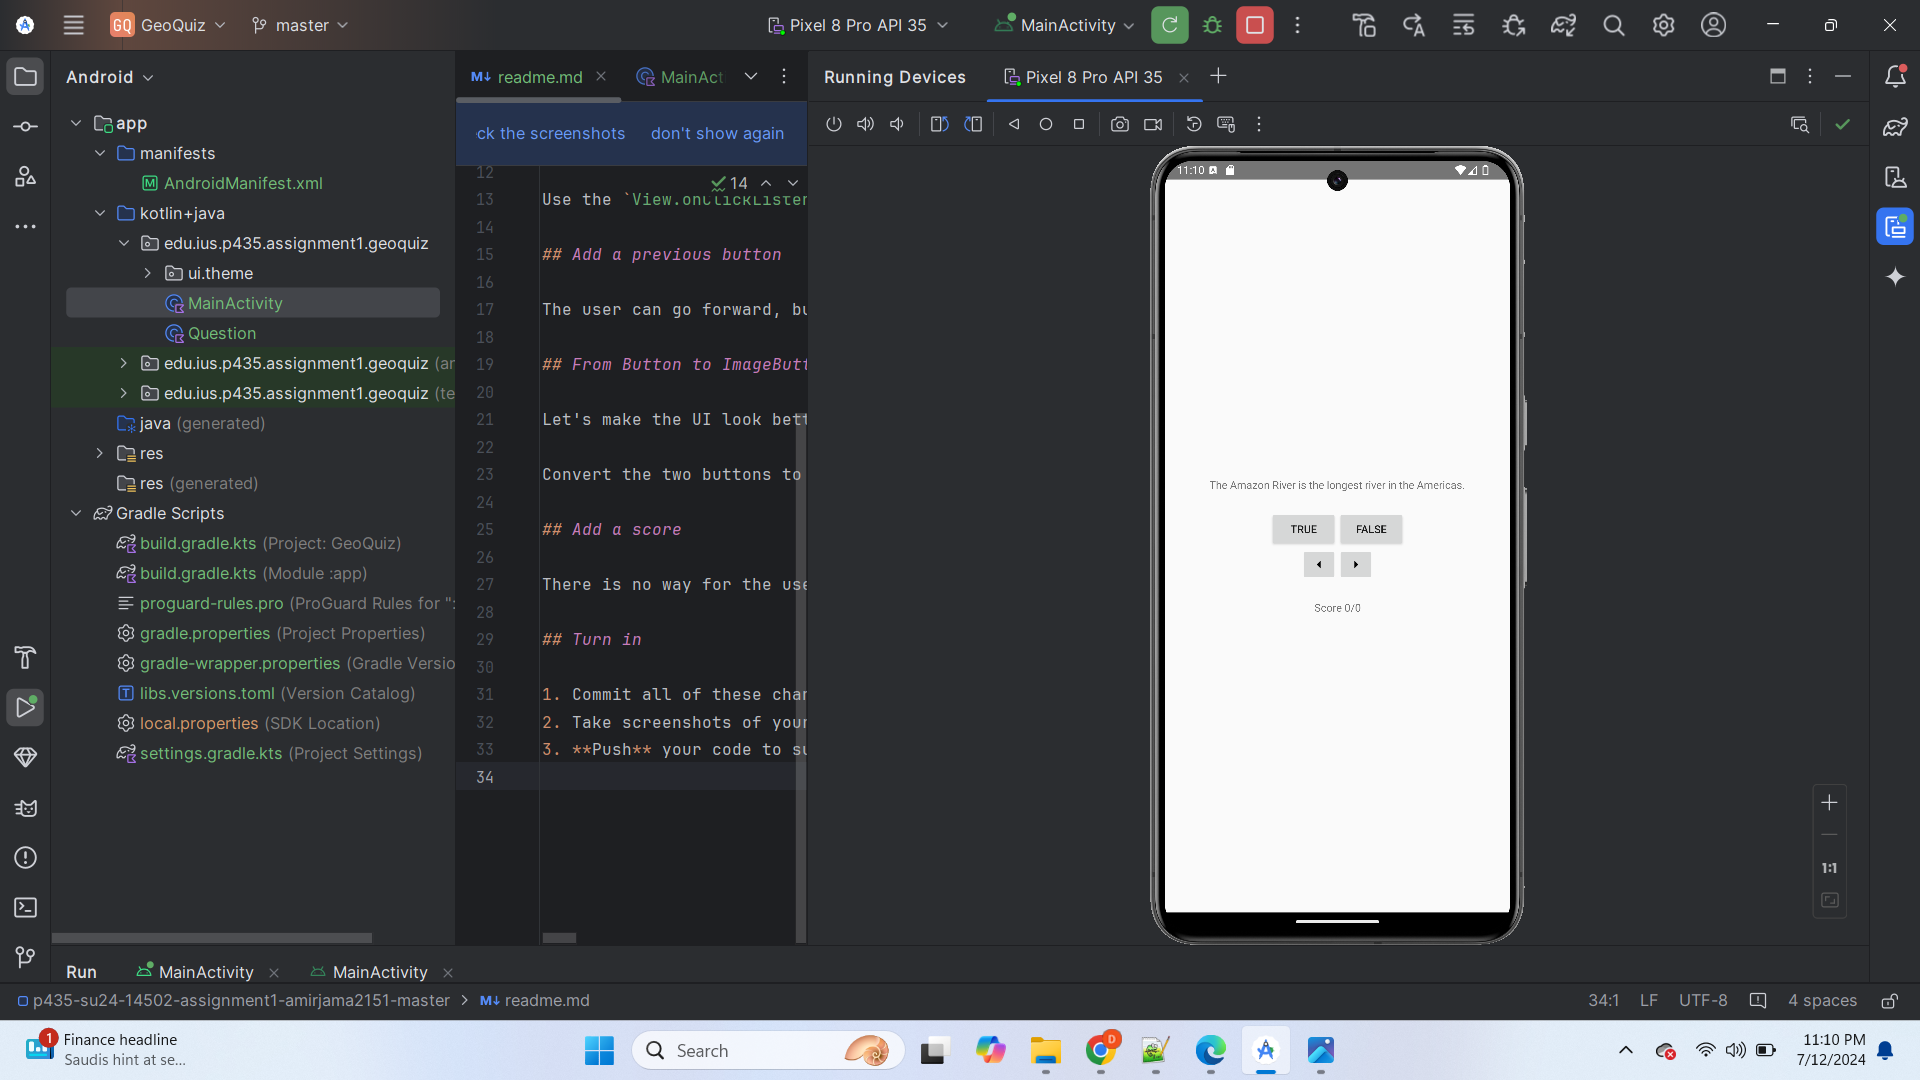 GQ GeoQuiz master Pixel 8 Pro API 35 MainActivity
Android
readme.md
MainAct
Running Devices
Pixel 8 Pro API 35
ck the screenshots don't show again
app
manifests
AndroidManifest.xml
kotlin+java
edu.ius.p435.assignment1.geoquiz
ui.theme
MainActivity
Question
edu.ius.p435.assignment1.geoquiz (ar
edu.ius.p435.assignment1.geoquiz (te
java (generated)
res
res (generated)
Gradle Scripts
build.gradle.kts (Project: GeoQuiz)
build.gradle.kts (Module :app)
proguard-rules.pro (ProGuard Rules for ":
gradle.properties (Project Properties)
gradle-wrapper.properties (Gradle Versio
libs.versions.toml (Version Catalog)
local.properties (SDK Location)
settings.gradle.kts (Project Settings)
14
12
13 Use the `View.onClickListen
14
15 ## Add a previous button
16
17 The user can go forward, bu
18
19 ## From Button to ImageButt
20
21 Let's make the UI look bett
22
23 Convert the two buttons to
24
25 ## Add a score
26
27 There is no way for the use
28
29 ## Turn in
30
31 1. Commit all of these chan
32 2. Take screenshots of your
33 3. **Push** your code to su
34
11:10
The Amazon River is the longest river in the Americas.
TRUE FALSE
Score 0/0
1:1
Run MainActivity MainActivity
p435-su24-14502-assignment1-amirjama2151-master > M↓ readme.md
34:1 LF UTF-8 4 spaces
1
Finance headline
Saudis hint at se...
Search
D
11:10 PM
7/12/2024